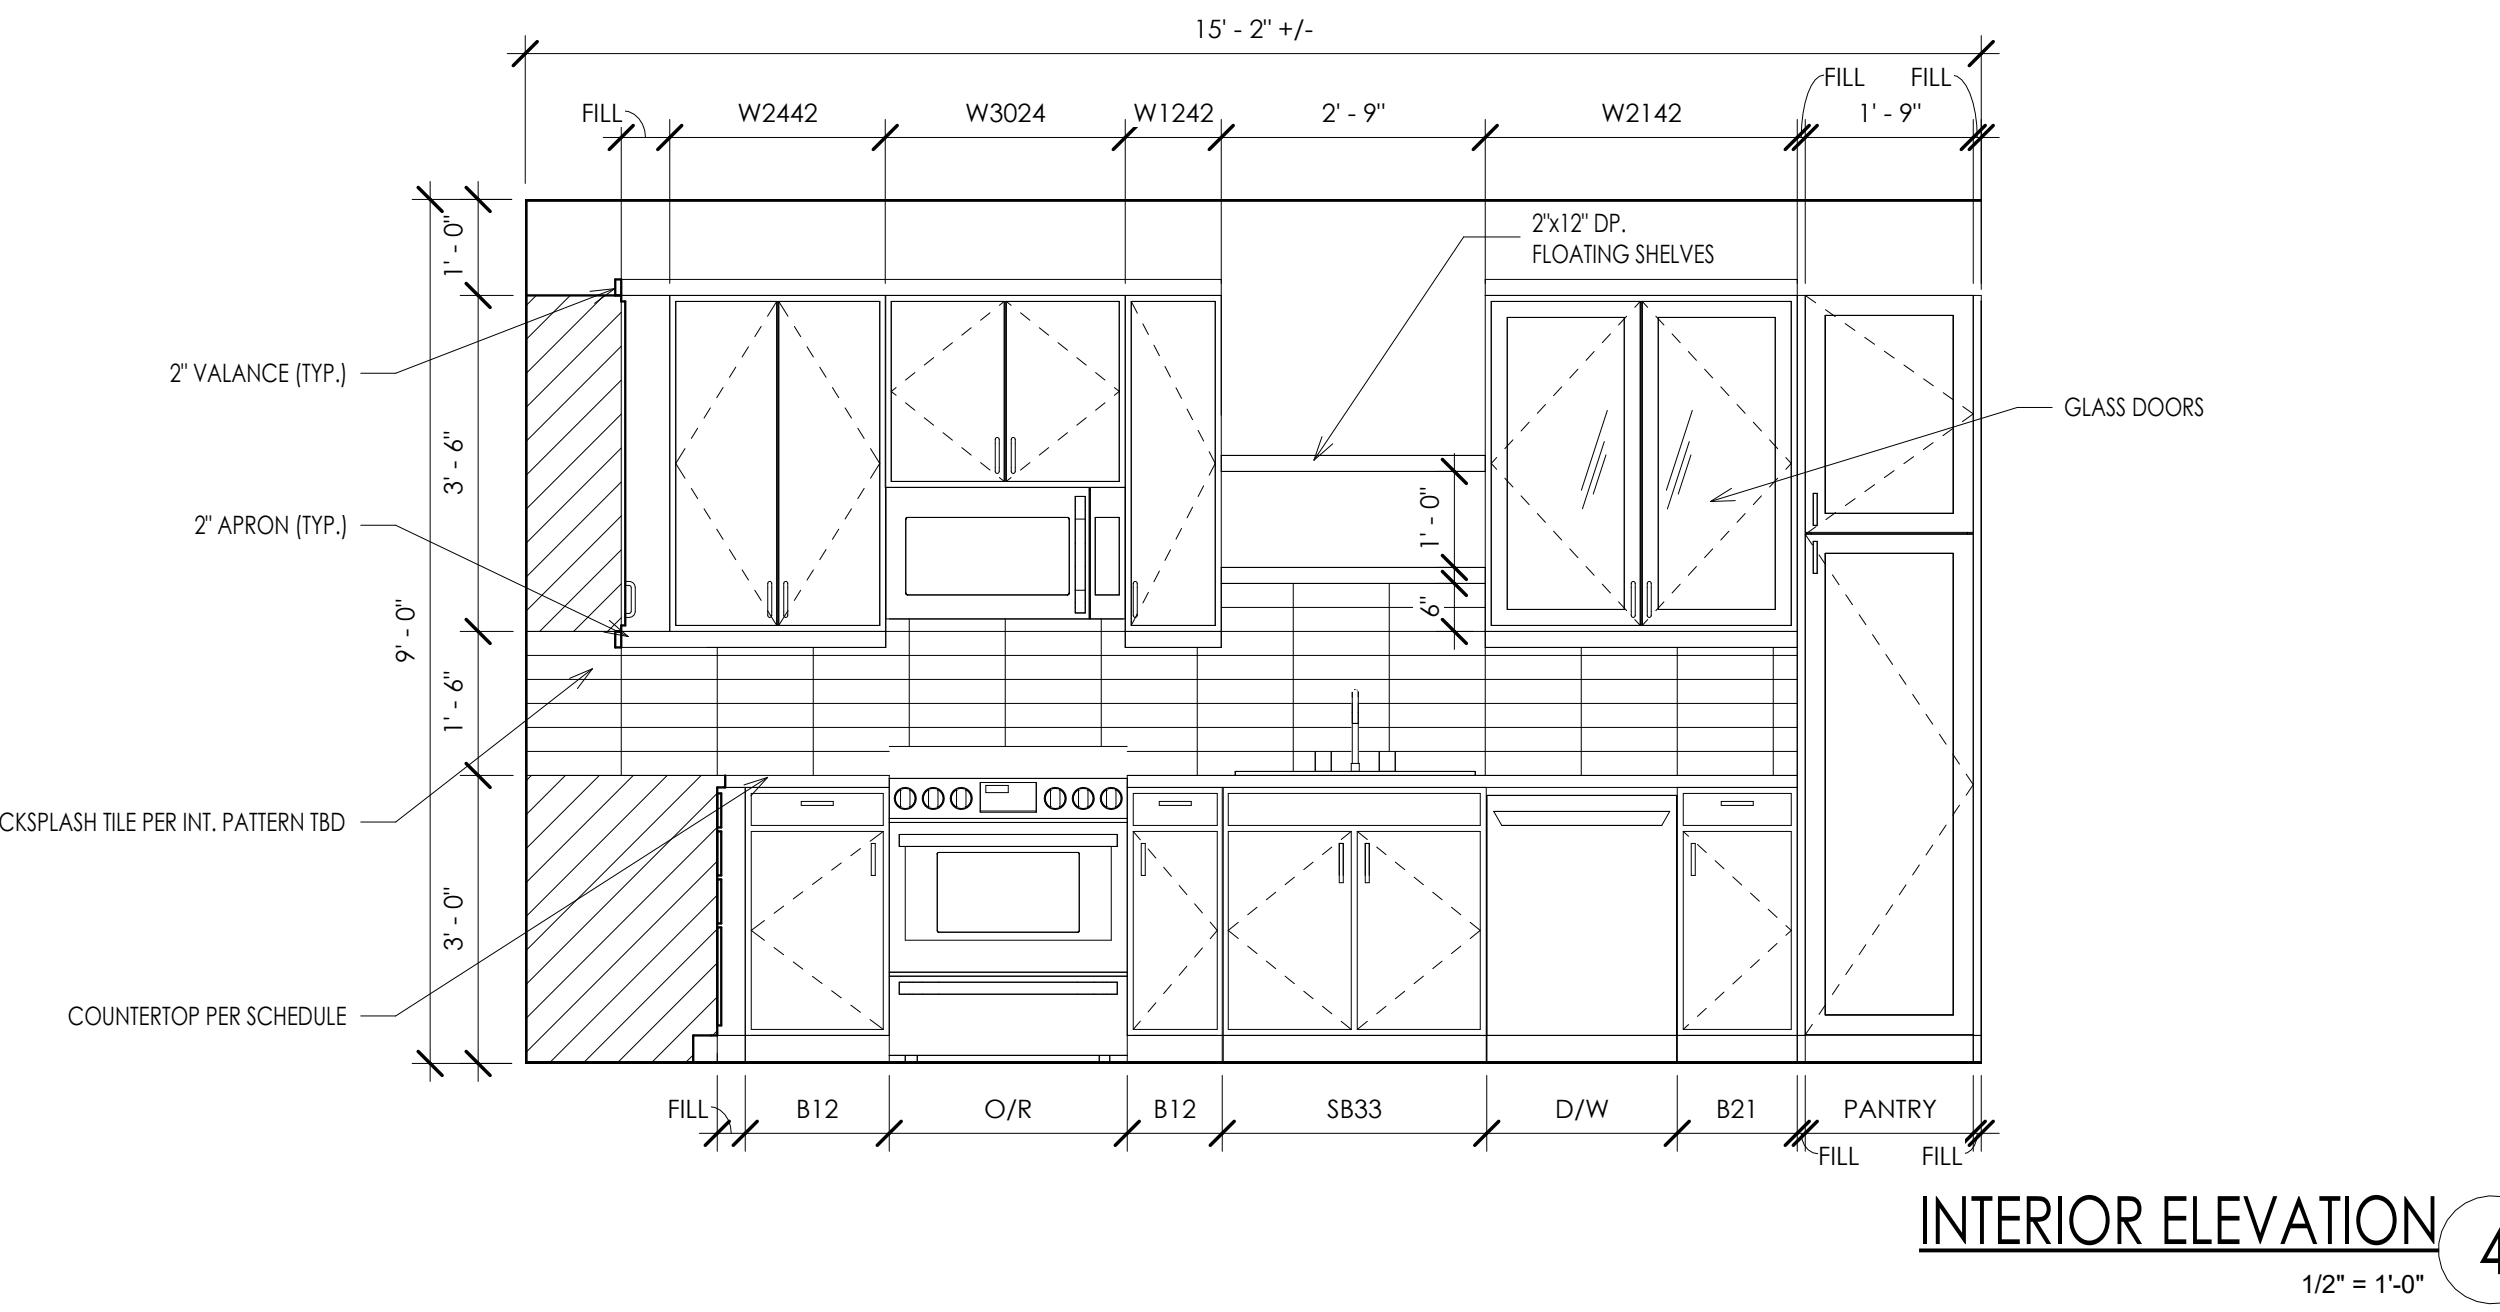 15' - 2" +/-
FILL
FILL
FILL
W2442
W3024
W1242
2' - 9"
W2142
1' - 9"
1' - 0"
2"x12" DP.
FLOATING SHELVES
2" VALANCE (TYP.)
GLASS DOORS
3' - 6"
1' - 0"
2" APRON (TYP.)
6"
9' - 0"
1' - 6"
CKSPLASH TILE PER INT. PATTERN TBD
3' - 0"
COUNTERTOP PER SCHEDULE
FILL
B12
O/R
B12
SB33
D/W
B21
PANTRY
FILL
FILL
INTERIOR ELEVATION
4
1/2" = 1'-0"